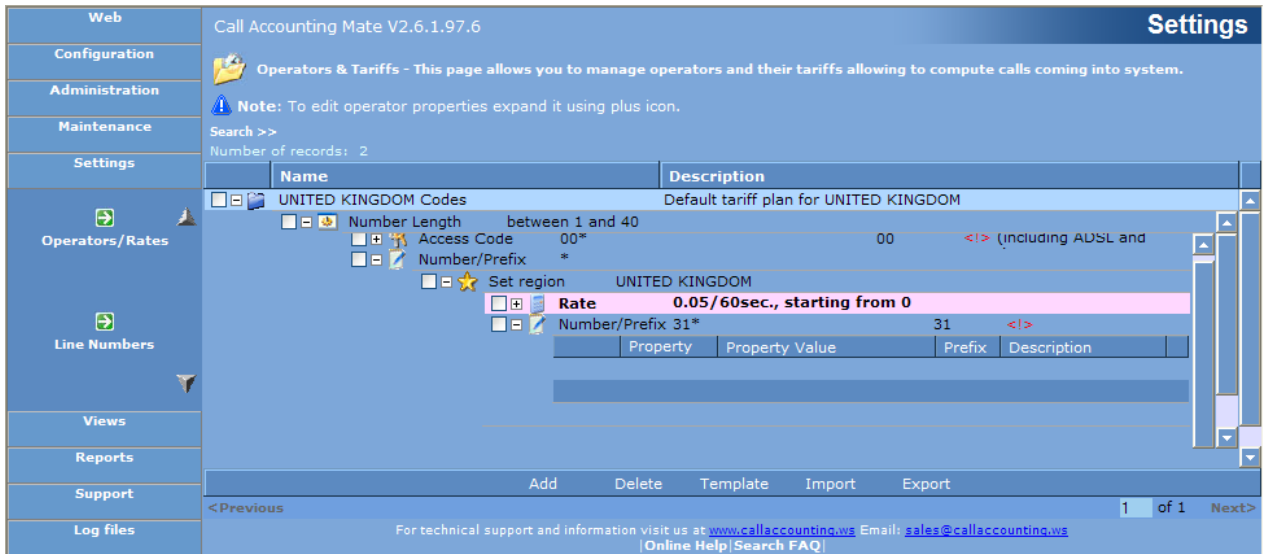 Web
Configuration
Administration
Maintenance
Settings
Operators/Rates
Line Numbers
Views
Reports
Support
Log files
Call Accounting Mate V2.6.1.97.6
Settings
Operators & Tariffs - This page allows you to manage operators and their tariffs allowing to compute calls coming into system.
Note: To edit operator properties expand it using plus icon.
Search >>
Number of records: 2
Name Description
UNITED KINGDOM Codes Default tariff plan for UNITED KINGDOM
Number Length between 1 and 40
Access Code 00* 00 <!> (including ADSL and
Number/Prefix *
Set region UNITED KINGDOM
Rate 0.05/60sec., starting from 0
Number/Prefix 31* 31 <!>
Property Property Value Prefix Description
Add Delete Template Import Export
<Previous 1 of 1 Next>
For technical support and information visit us at www.callaccounting.ws Email: sales@callaccounting.ws
|Online Help|Search FAQ|